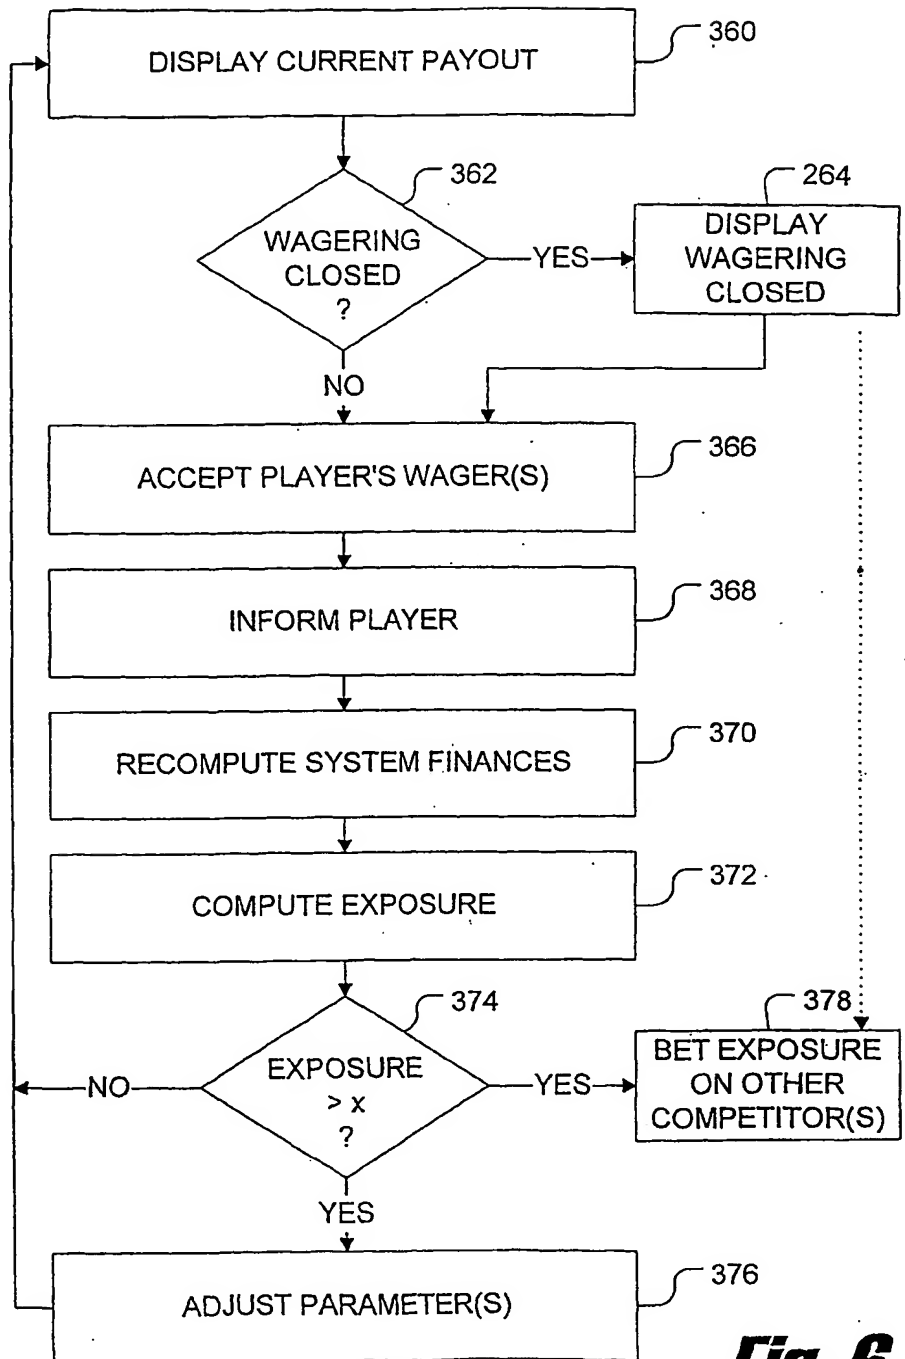 DISPLAY CURRENT PAYOUT
360
362
WAGERING
CLOSED
?
YES
264
DISPLAY
WAGERING
CLOSED
NO
ACCEPT PLAYER'S WAGER(S)
366
INFORM PLAYER
368
RECOMPUTE SYSTEM FINANCES
370
COMPUTE EXPOSURE
372
374
EXPOSURE
> x
?
NO
YES
378
BET EXPOSURE
ON OTHER
COMPETITOR(S)
YES
ADJUST PARAMETER(S)
376
Fig. 6